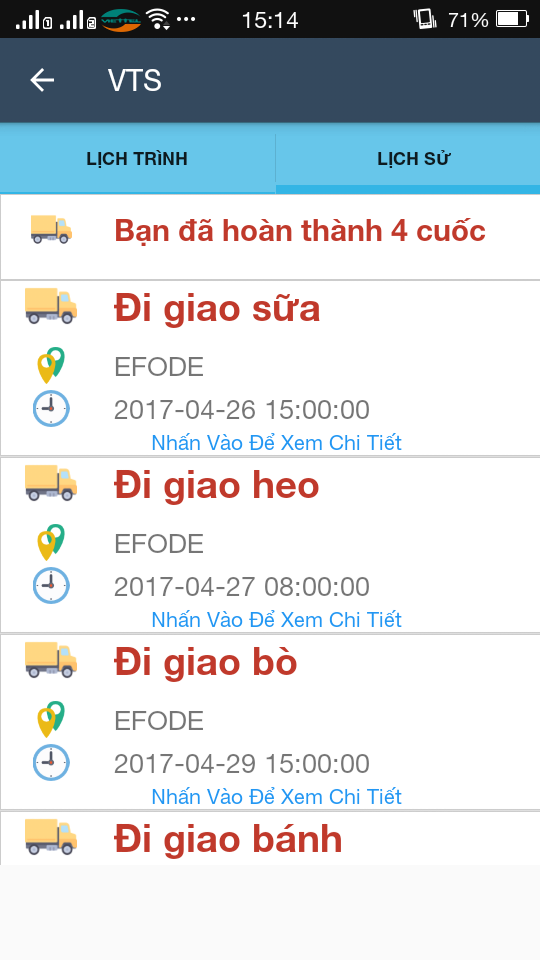 1 2 VIETTEL 15:14 71%
VTS
LỊCH TRÌNH LỊCH SỬ
Bạn đã hoàn thành 4 cuốc
Đi giao sữa
EFODE
2017-04-26 15:00:00
Nhấn Vào Để Xem Chi Tiết
Đi giao heo
EFODE
2017-04-27 08:00:00
Nhấn Vào Để Xem Chi Tiết
Đi giao bò
EFODE
2017-04-29 15:00:00
Nhấn Vào Để Xem Chi Tiết
Đi giao bánh